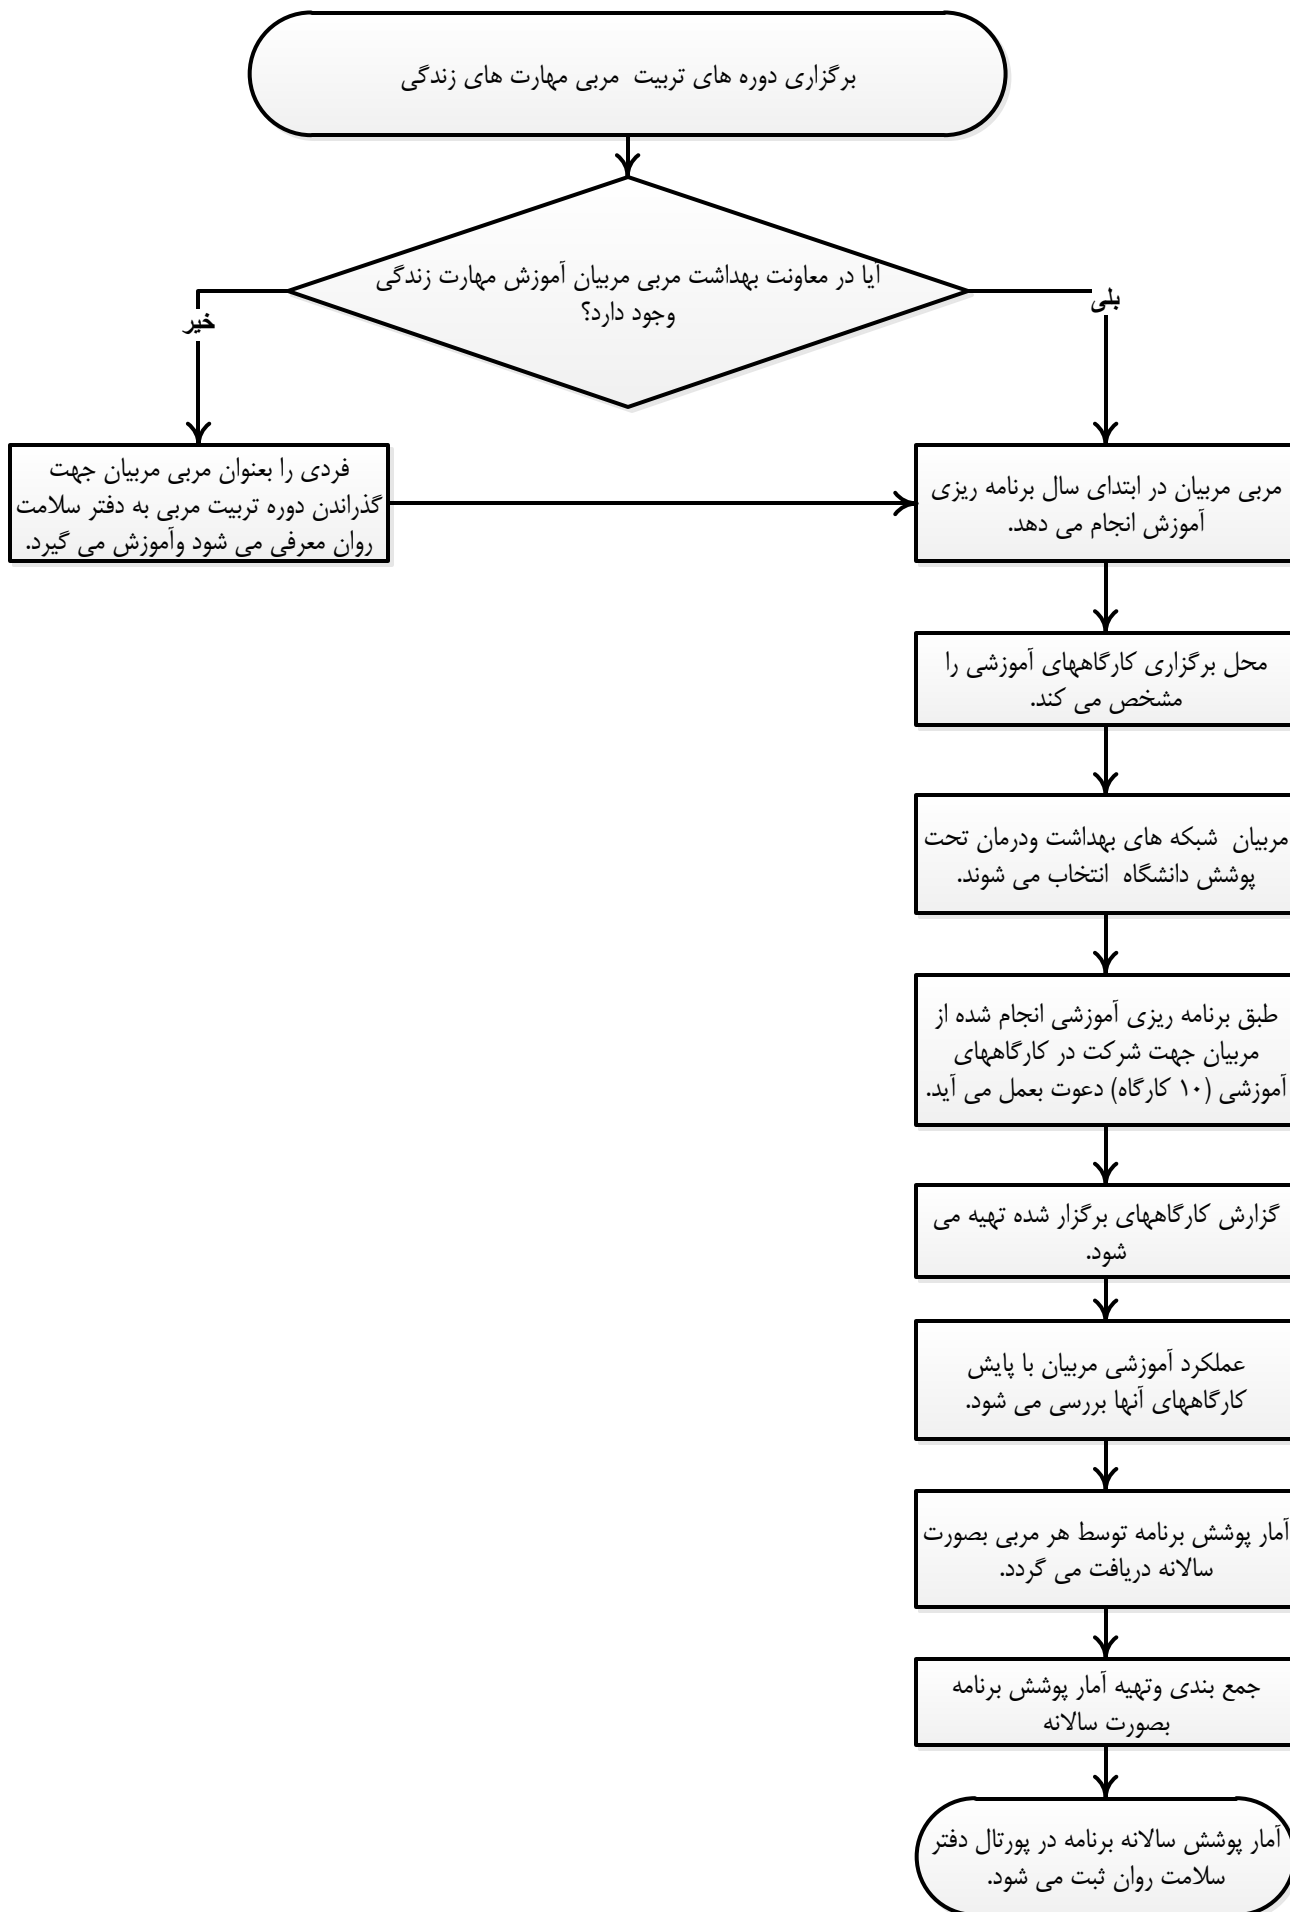 برگزاری دوره های تربیت مربی مهارت های زندگی
آیا در معاونت بهداشت مربی مربیان آموزش مهارت زندگی
وجود دارد؟
بلی
خیر
مربی مربیان در ابتدای سال برنامه ریزی
آموزش انجام می دهد.
فردی را بعنوان مربی مربیان جهت
گذراندن دوره تربیت مربی به دفتر سلامت
روان معرفی می شود وآموزش می گیرد.
محل برگزاری کارگاههای آموزشی را
مشخص می کند.
مربیان شبکه های بهداشت ودرمان تحت
پوشش دانشگاه انتخاب می شوند.
طبق برنامه ریزی آموزشی انجام شده از
مربیان جهت شرکت در کارگاههای
آموزشی (۱۰ کارگاه) دعوت بعمل می آید.
گزارش کارگاههای برگزار شده تهیه می
شود.
عملکرد آموزشی مربیان با پایش
کارگاههای آنها بررسی می شود.
آمار پوشش برنامه توسط هر مربی بصورت
سالانه دریافت می گردد.
جمع بندی وتهیه آمار پوشش برنامه
بصورت سالانه
آمار پوشش سالانه برنامه در پورتال دفتر
سلامت روان ثبت می شود.